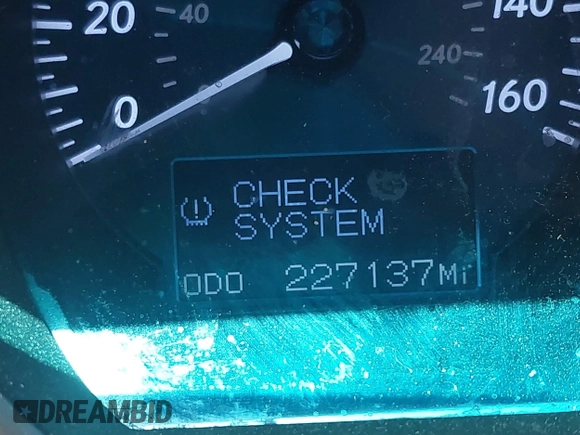 20 40
140
240
0
160
CHECK
SYSTEM
ODO 227137Mi
DREAMBID